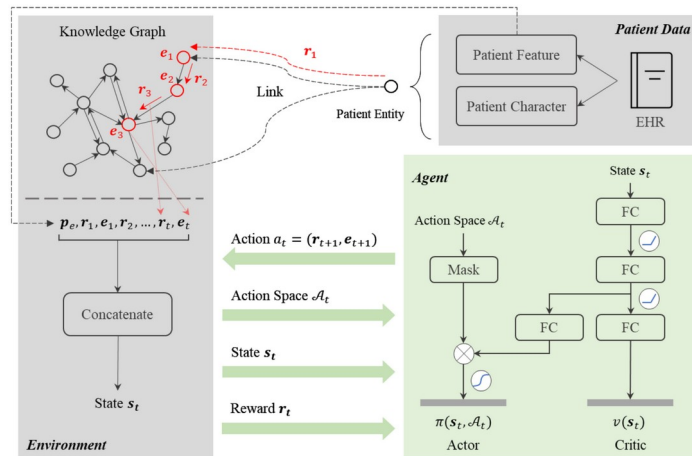 Knowledge Graph
e₁
r₂
e₂
r₃
e₃
r₁
Link
Patient Entity
Patient Data
Patient Feature
Patient Character
EHR
pₑ, r₁, e₁, r₂, ..., rₜ, eₜ
Concatenate
State sₜ
Environment
Action aₜ = (rₜ₊₁, eₜ₊₁)
Action Space 𝒜ₜ
State sₜ
Reward rₜ
Agent
State sₜ
Action Space 𝒜ₜ
FC
Mask
FC
FC
FC
π(sₜ, 𝒜ₜ)
v(sₜ)
Actor
Critic